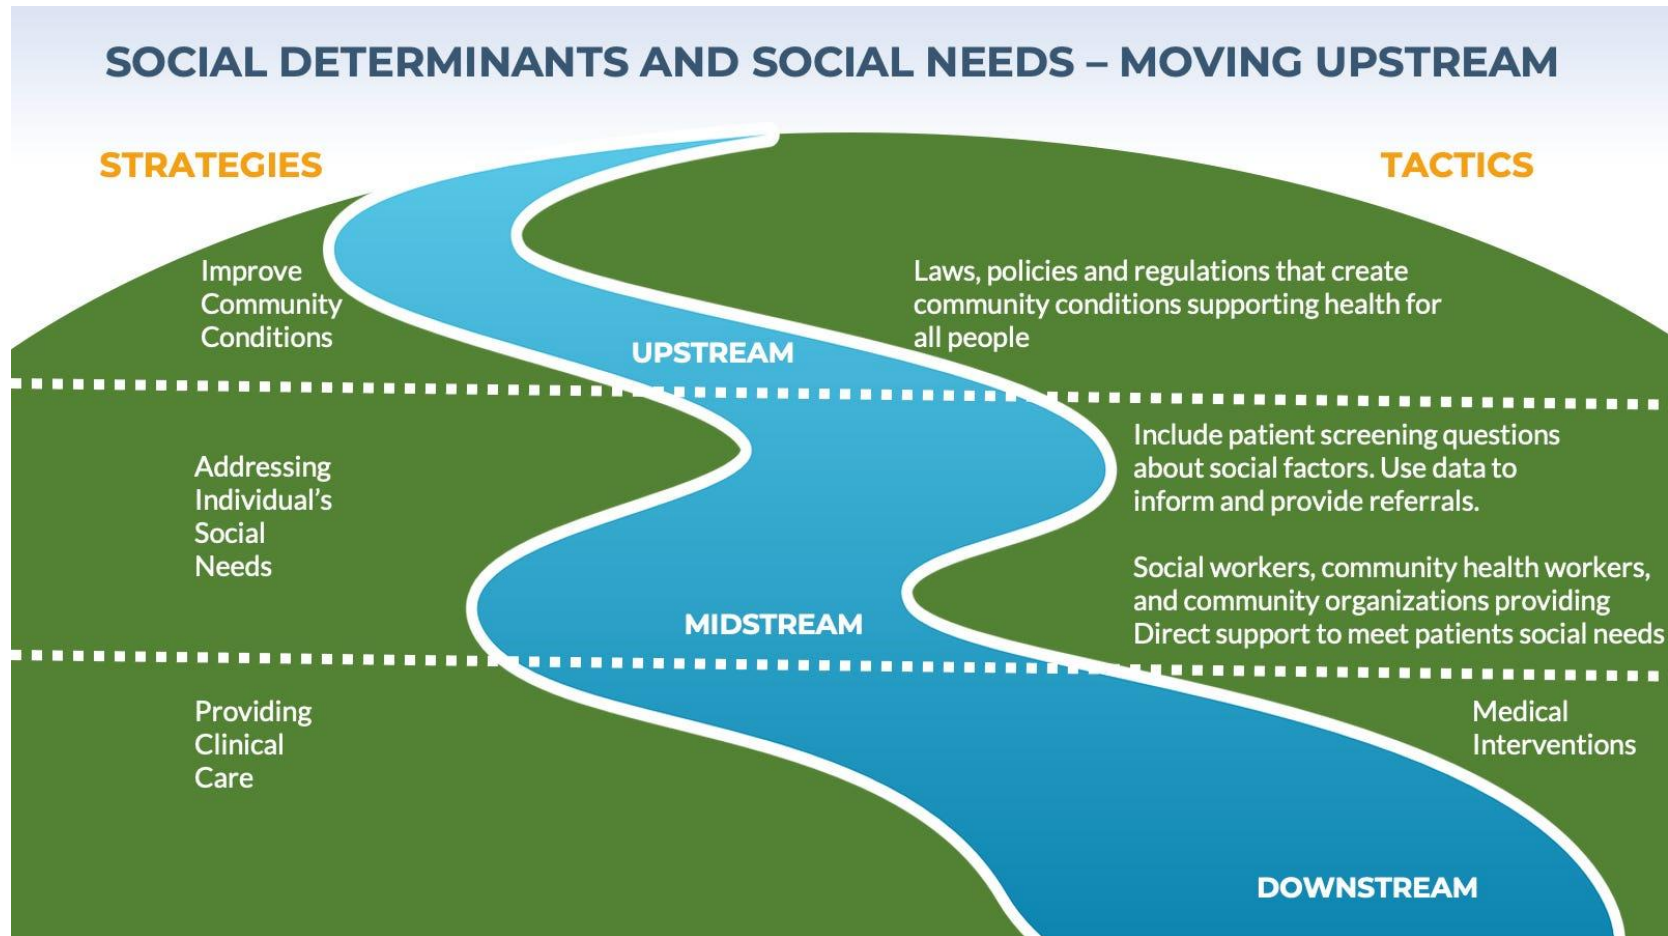 SOCIAL DETERMINANTS AND SOCIAL NEEDS – MOVING UPSTREAM
STRATEGIES
TACTICS
Improve
Community
Conditions
Laws, policies and regulations that create
community conditions supporting health for
all people
UPSTREAM
Addressing
Individual’s
Social
Needs
Include patient screening questions
about social factors. Use data to
inform and provide referrals.
Social workers, community health workers,
and community organizations providing
Direct support to meet patients social needs
MIDSTREAM
Providing
Clinical
Care
Medical
Interventions
DOWNSTREAM